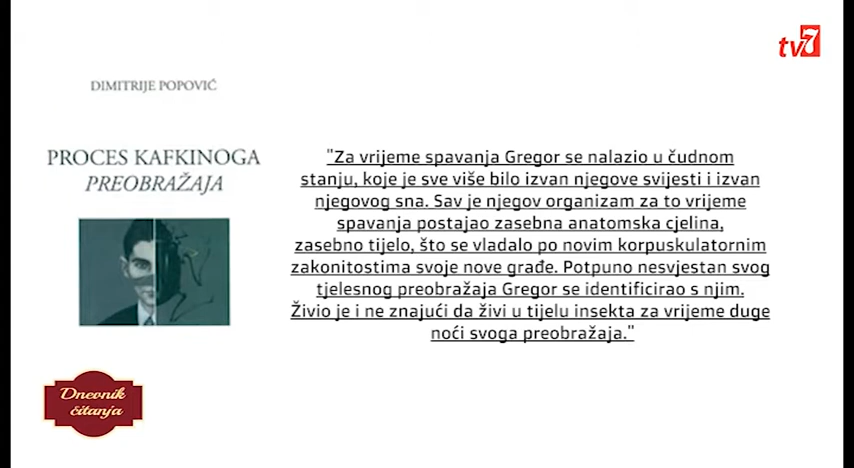 tv7
DIMITRIJE POPOVIĆ
PROCES KAFKINOGA
PREOBRAŽAJA
"Za vrijeme spavanja Gregor se nalazio u čudnom
stanju, koje je sve više bilo izvan njegove svijesti i izvan
njegovog sna. Sav je njegov organizam za to vrijeme
spavanja postajao zasebna anatomska cjelina,
zasebno tijelo, što se vladalo po novim korpuskulatornim
zakonitostima svoje nove građe. Potpuno nesvjestan svog
tjelesnog preobražaja Gregor se identificirao s njim.
Živio je i ne znajući da živi u tijelu insekta za vrijeme duge
noći svoga preobražaja."
Dnevnik
čitanja